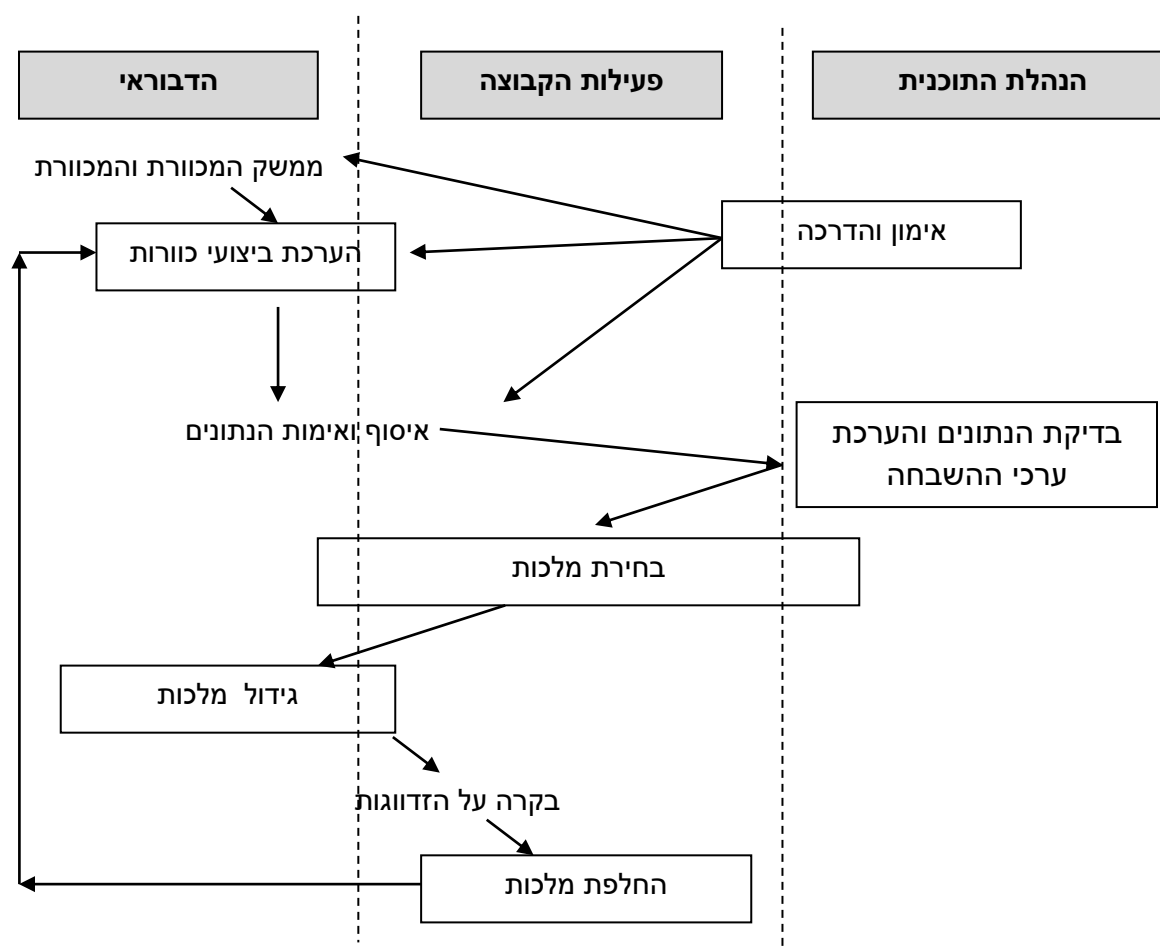 הנהלת התוכנית
פעילות הקבוצה
הדבוראי
ממשק המכוורת והמכוורת
אימון והדרכה
הערכת ביצועי כוורות
איסוף ואימות הנתונים
בדיקת הנתונים והערכת
ערכי ההשבחה
בחירת מלכות
גידול מלכות
בקרה על הזדווגות
החלפת מלכות